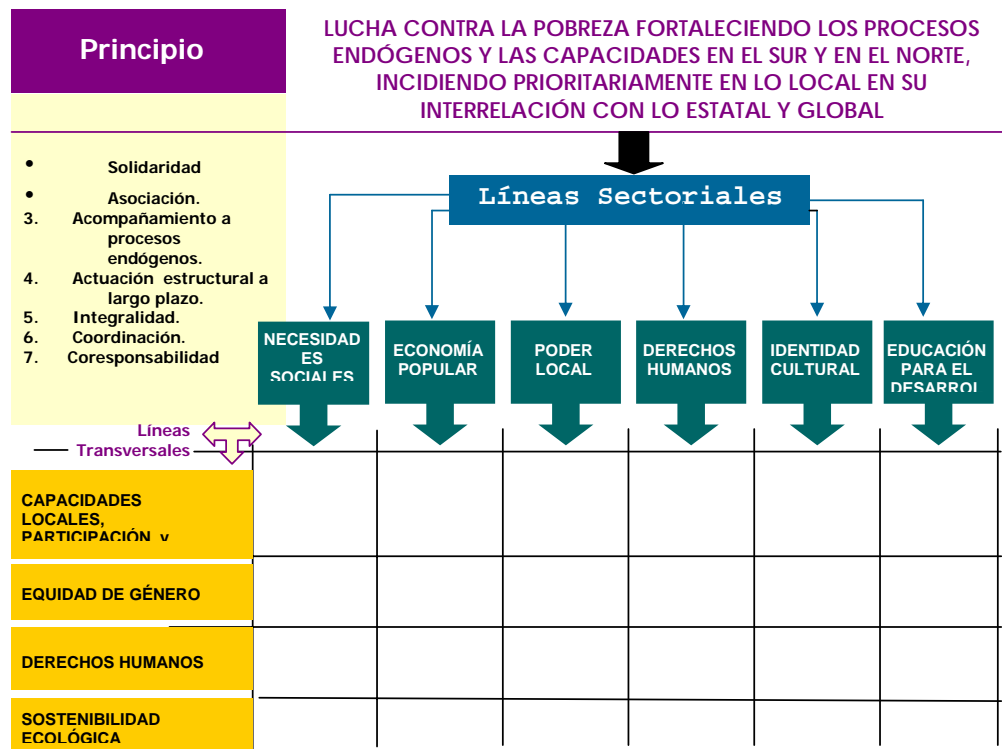 Principio
LUCHA CONTRA LA POBREZA FORTALECIENDO LOS PROCESOS
ENDÓGENOS Y LAS CAPACIDADES EN EL SUR Y EN EL NORTE,
INCIDIENDO PRIORITARIAMENTE EN LO LOCAL EN SU
INTERRELACIÓN CON LO ESTATAL Y GLOBAL
• Solidaridad
• Asociación.
3. Acompañamiento a
procesos
endógenos.
4. Actuación estructural a
largo plazo.
5. Integralidad.
6. Coordinación.
7. Coresponsabilidad
Líneas Sectoriales
NECESIDAD
ES
SOCIALES
ECONOMÍA
POPULAR
PODER
LOCAL
DERECHOS
HUMANOS
IDENTIDAD
CULTURAL
EDUCACIÓN
PARA EL
DESARROL
Líneas
Transversales
CAPACIDADES
LOCALES,
PARTICIPACIÓN y
EQUIDAD DE GÉNERO
DERECHOS HUMANOS
SOSTENIBILIDAD
ECOLÓGICA